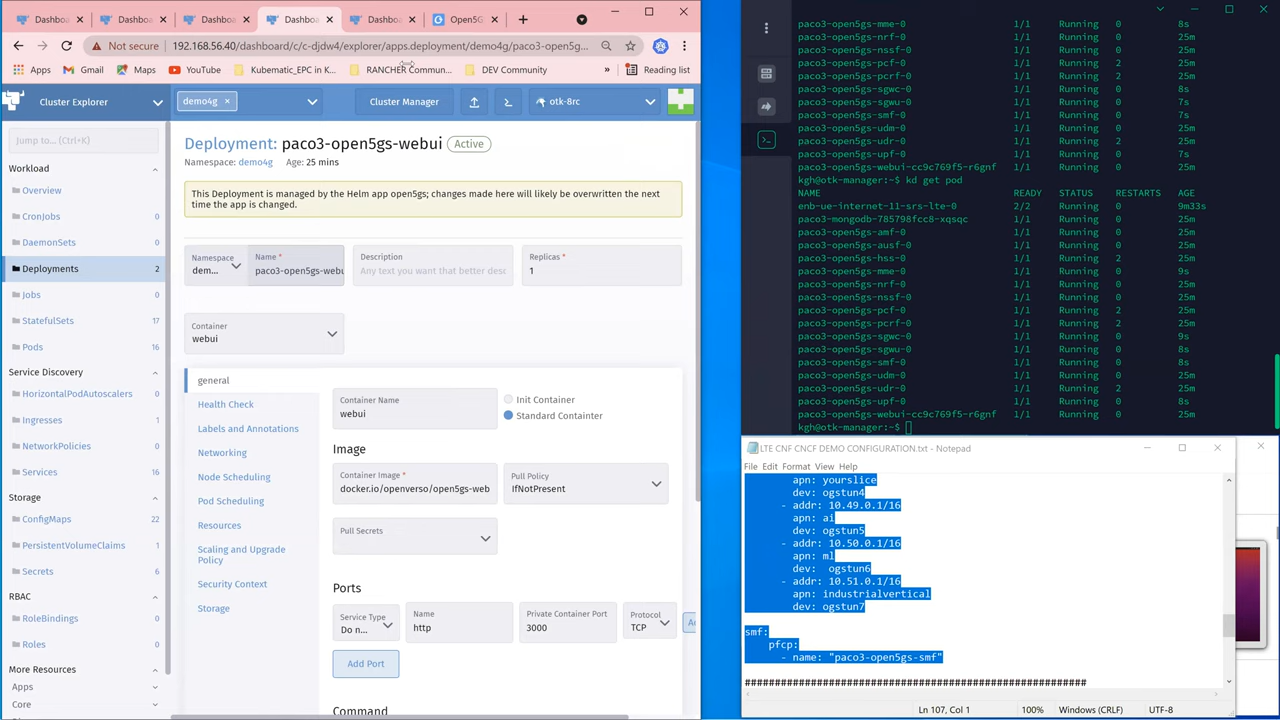 Dashboa
Dashboa
Dashboa
Dashboa
Dashboa
Open5G
Not secure
192.168.56.40/dashboard/c/c-djdw4/explorer/apps.deployment/demo4g/paco3-open5g...
Apps
Gmail
Maps
YouTube
Kubematic_EPC in K...
RANCHER Commun...
DEV Community
»
Reading list
Cluster Explorer
demo4g ×
Cluster Manager
otk-8rc
Jump to... (Ctrl+K)
Workload
Overview
CronJobs 0
DaemonSets 0
Deployments 2
Jobs 0
StatefulSets 17
Pods 16
Service Discovery
HorizontalPodAutoscalers 0
Ingresses 0
NetworkPolicies 0
Services 16
Storage
ConfigMaps 22
PersistentVolumeClaims 1
Secrets 6
RBAC
RoleBindings 0
Roles 0
More Resources
Apps
Core
Deployment: paco3-open5gs-webui Active
Namespace: demo4g Age: 25 mins
This Deployment is managed by the Helm app open5gs; changes made here will likely be overwritten the next
time the app is changed.
Namespace
dem...
Name *
paco3-open5gs-webu
Description
Any text you want that better desc
Replicas *
1
Container
webui
general
Health Check
Labels and Annotations
Networking
Node Scheduling
Pod Scheduling
Resources
Scaling and Upgrade
Policy
Security Context
Storage
Container Name
webui
Init Container
Standard Container
Image
Container Image *
docker.io/openverso/open5gs-web
Pull Policy
IfNotPresent
Pull Secrets
Ports
Service Type
Do n...
Name
http
Private Container Port
3000
Protocol
TCP
Add Port
Command
paco3-open5gs-mme-0 1/1 Running 0 8s
paco3-open5gs-nrf-0 1/1 Running 0 25m
paco3-open5gs-nssf-0 1/1 Running 0 25m
paco3-open5gs-pcf-0 1/1 Running 2 25m
paco3-open5gs-pcrf-0 1/1 Running 2 25m
paco3-open5gs-sgwc-0 1/1 Running 0 8s
paco3-open5gs-sgwu-0 1/1 Running 0 7s
paco3-open5gs-smf-0 1/1 Running 0 7s
paco3-open5gs-udm-0 1/1 Running 0 25m
paco3-open5gs-udr-0 1/1 Running 2 25m
paco3-open5gs-upf-0 1/1 Running 0 7s
paco3-open5gs-webui-cc9c769f5-r6gnf 1/1 Running 0 25m
kgh@otk-manager:~$ kd get pod
NAME READY STATUS RESTARTS AGE
enb-ue-internet-11-srs-lte-0 2/2 Running 0 9m33s
paco3-mongodb-785798fcc8-xqsqc 1/1 Running 0 25m
paco3-open5gs-amf-0 1/1 Running 0 25m
paco3-open5gs-ausf-0 1/1 Running 0 25m
paco3-open5gs-hss-0 1/1 Running 2 25m
paco3-open5gs-mme-0 1/1 Running 0 9s
paco3-open5gs-nrf-0 1/1 Running 0 25m
paco3-open5gs-nssf-0 1/1 Running 0 25m
paco3-open5gs-pcf-0 1/1 Running 2 25m
paco3-open5gs-pcrf-0 1/1 Running 2 25m
paco3-open5gs-sgwc-0 1/1 Running 0 9s
paco3-open5gs-sgwu-0 1/1 Running 0 8s
paco3-open5gs-smf-0 1/1 Running 0 8s
paco3-open5gs-udm-0 1/1 Running 0 25m
paco3-open5gs-udr-0 1/1 Running 2 25m
paco3-open5gs-upf-0 1/1 Running 0 8s
paco3-open5gs-webui-cc9c769f5-r6gnf 1/1 Running 0 25m
kgh@otk-manager:~$
LTE CNF CNCF DEMO CONFIGURATION.txt - Notepad
File Edit Format View Help
apn: yourslice
dev: ogstun4
- addr: 10.49.0.1/16
apn: ai
dev: ogstun5
- addr: 10.50.0.1/16
apn: ml
dev: ogstun6
- addr: 10.51.0.1/16
apn: industrialvertical
dev: ogstun7
smf:
pfcp:
- name: "paco3-open5gs-smf"
Ln 107, Col 1
100%
Windows (CRLF)
UTF-8